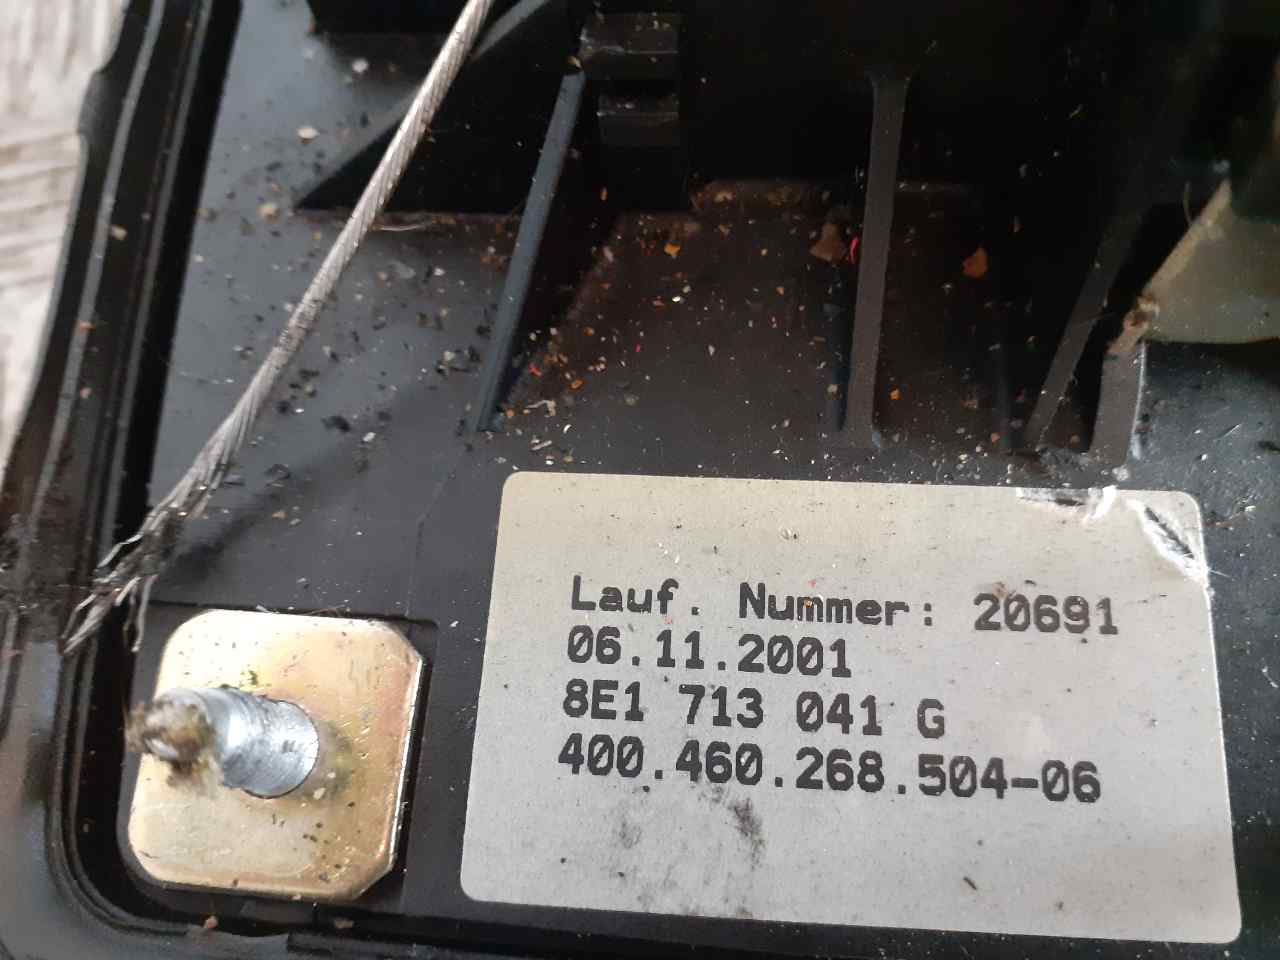 Lauf. Nummer: 20691
06.11.2001
8E1 713 041 G
400.460.268.504-06